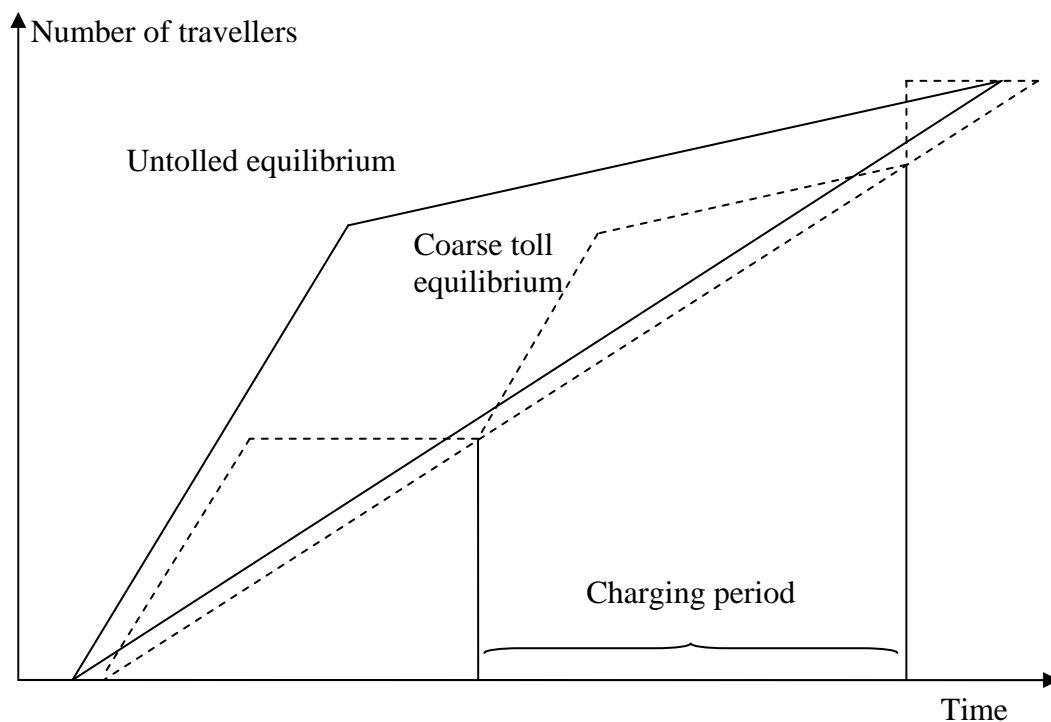 Number of travellers
Untolled equilibrium
Coarse toll
equilibrium
Charging period
Time